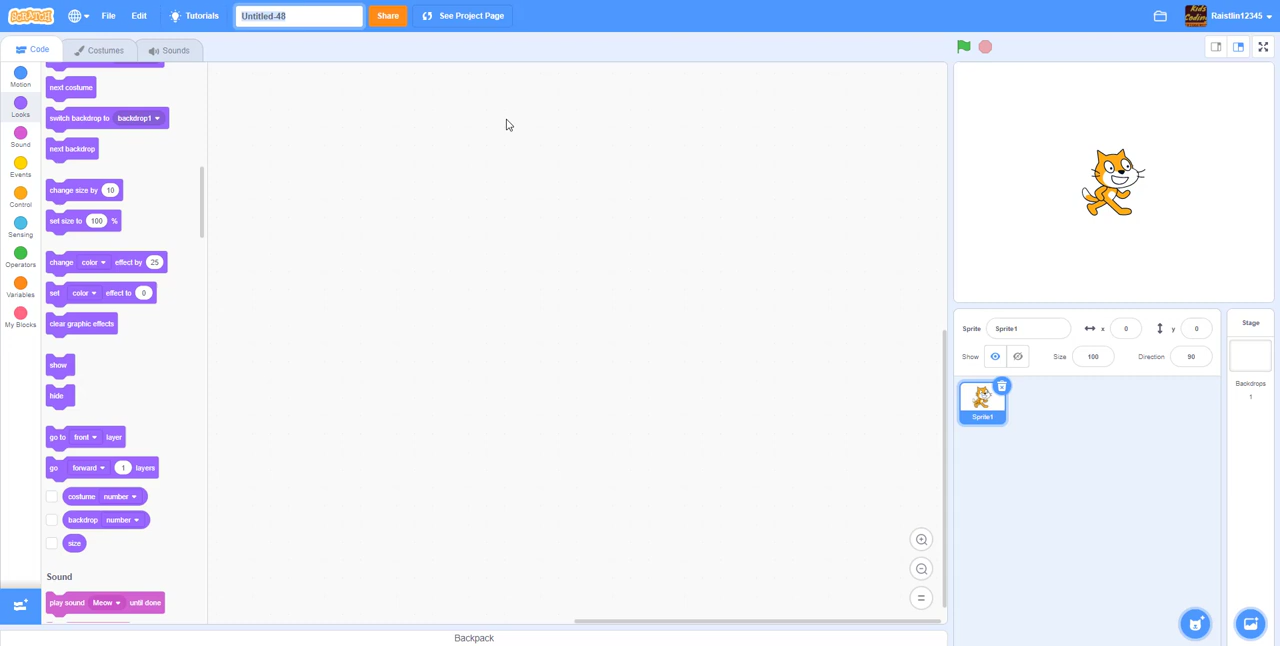 SCRATCH
File
Edit
Tutorials
Untitled-48
Share
See Project Page
Raistlin12345
Code
Costumes
Sounds
Motion
Looks
Sound
Events
Control
Sensing
Operators
Variables
My Blocks
next costume
switch backdrop to backdrop1
next backdrop
change size by 10
set size to 100 %
change color effect by 25
set color effect to 0
clear graphic effects
show
hide
go to front layer
go forward 1 layers
costume number
backdrop number
size
Sound
play sound Meow until done
Backpack
Sprite Sprite1 x 0 y 0
Show Size 100 Direction 90
Sprite1
Stage
Backdrops
1